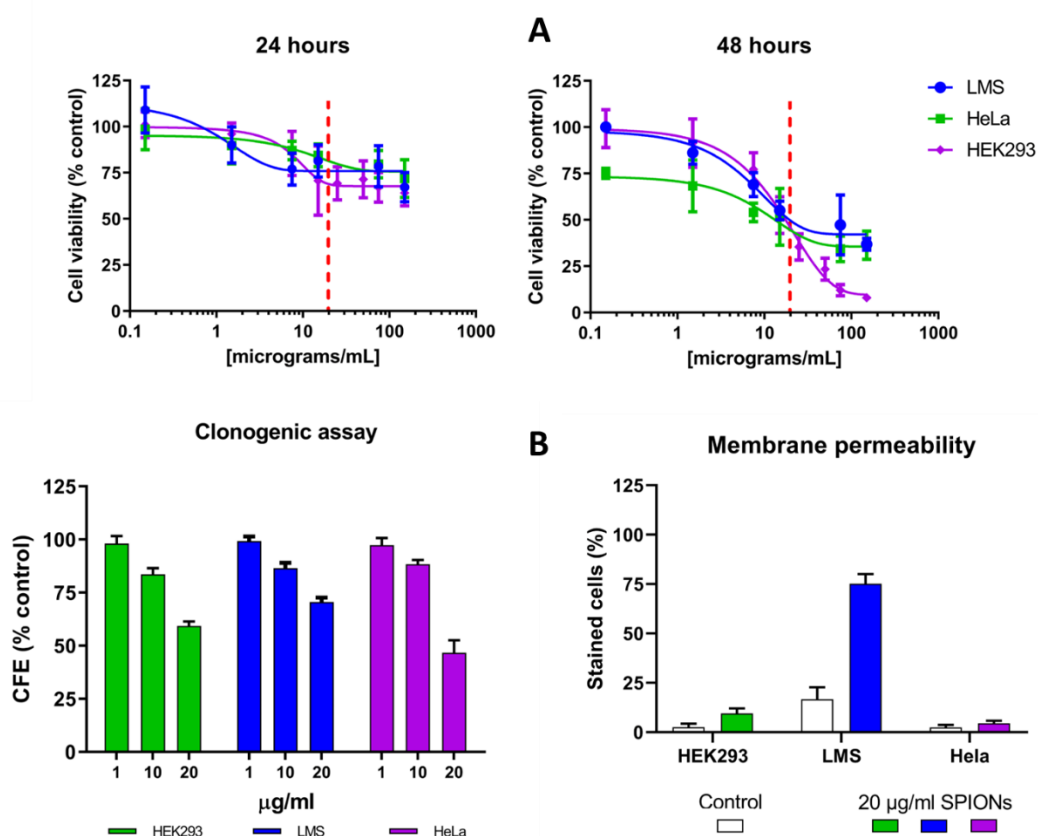 A
24 hours
Cell viability (% control)
125
100
75
50
25
0
0.1 1 10 100 1000
[micrograms/mL]
48 hours
Cell viability (% control)
125
100
75
50
25
0
0.1 1 10 100 1000
[micrograms/mL]
LMS
HeLa
HEK293
Clonogenic assay
CFE (% control)
125
100
75
50
25
0
1 10 20 1 10 20 1 10 20
μg/ml
HEK293 LMS HeLa
B
Membrane permeability
Stained cells (%)
125
100
75
50
25
0
HEK293 LMS Hela
Control 20 µg/ml SPIONs